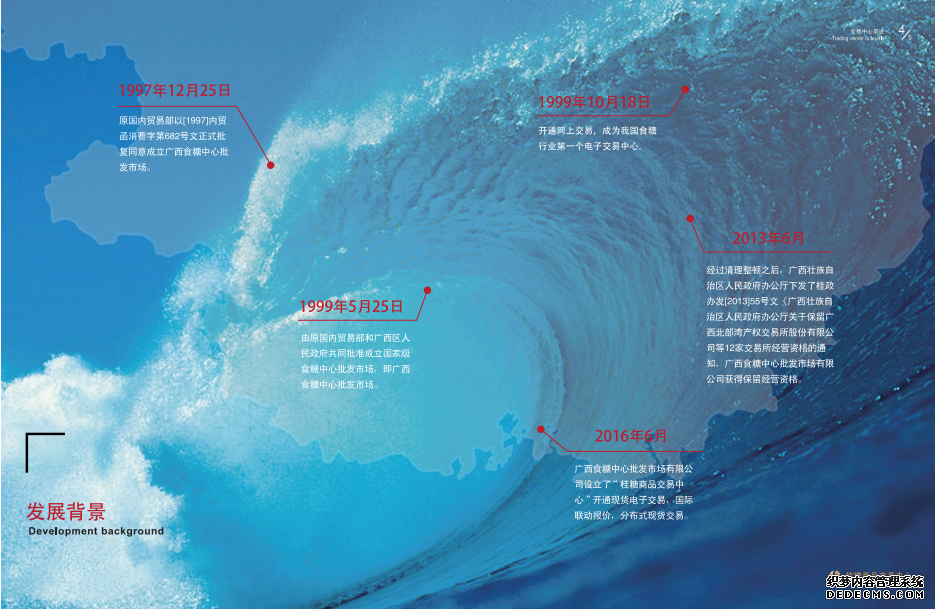 交易中心简述
Trading center to brief
4/5
1997年12月25日
原国内贸易部以[1997]内贸
函消费字第682号文正式批
复同意成立广西食糖中心批
发市场。
1999年10月18日
开通网上交易，成为我国食糖
行业第一个电子交易中心。
2013年6月
经过清理整顿之后，广西壮族自
治区人民政府办公厅下发了桂政
办发[2013]55号文《广西壮族自
治区人民政府办公厅关于保留广
西北部湾产权交易所股份有限公
司等12家交易所经营资格的通
知，广西食糖中心批发市场有限
公司获得保留经营资格。
1999年5月25日
由原国内贸易部和广西区人
民政府共同批准成立国家级
食糖中心批发市场，即广西
食糖中心批发市场。
2016年6月
广西食糖中心批发市场有限公
司设立了“桂糖商品交易中
心”开通现货电子交易、国际
联动报价、分布式现货交易。
发展背景
Development background
织梦内容管理系统
DEDECMS.COM